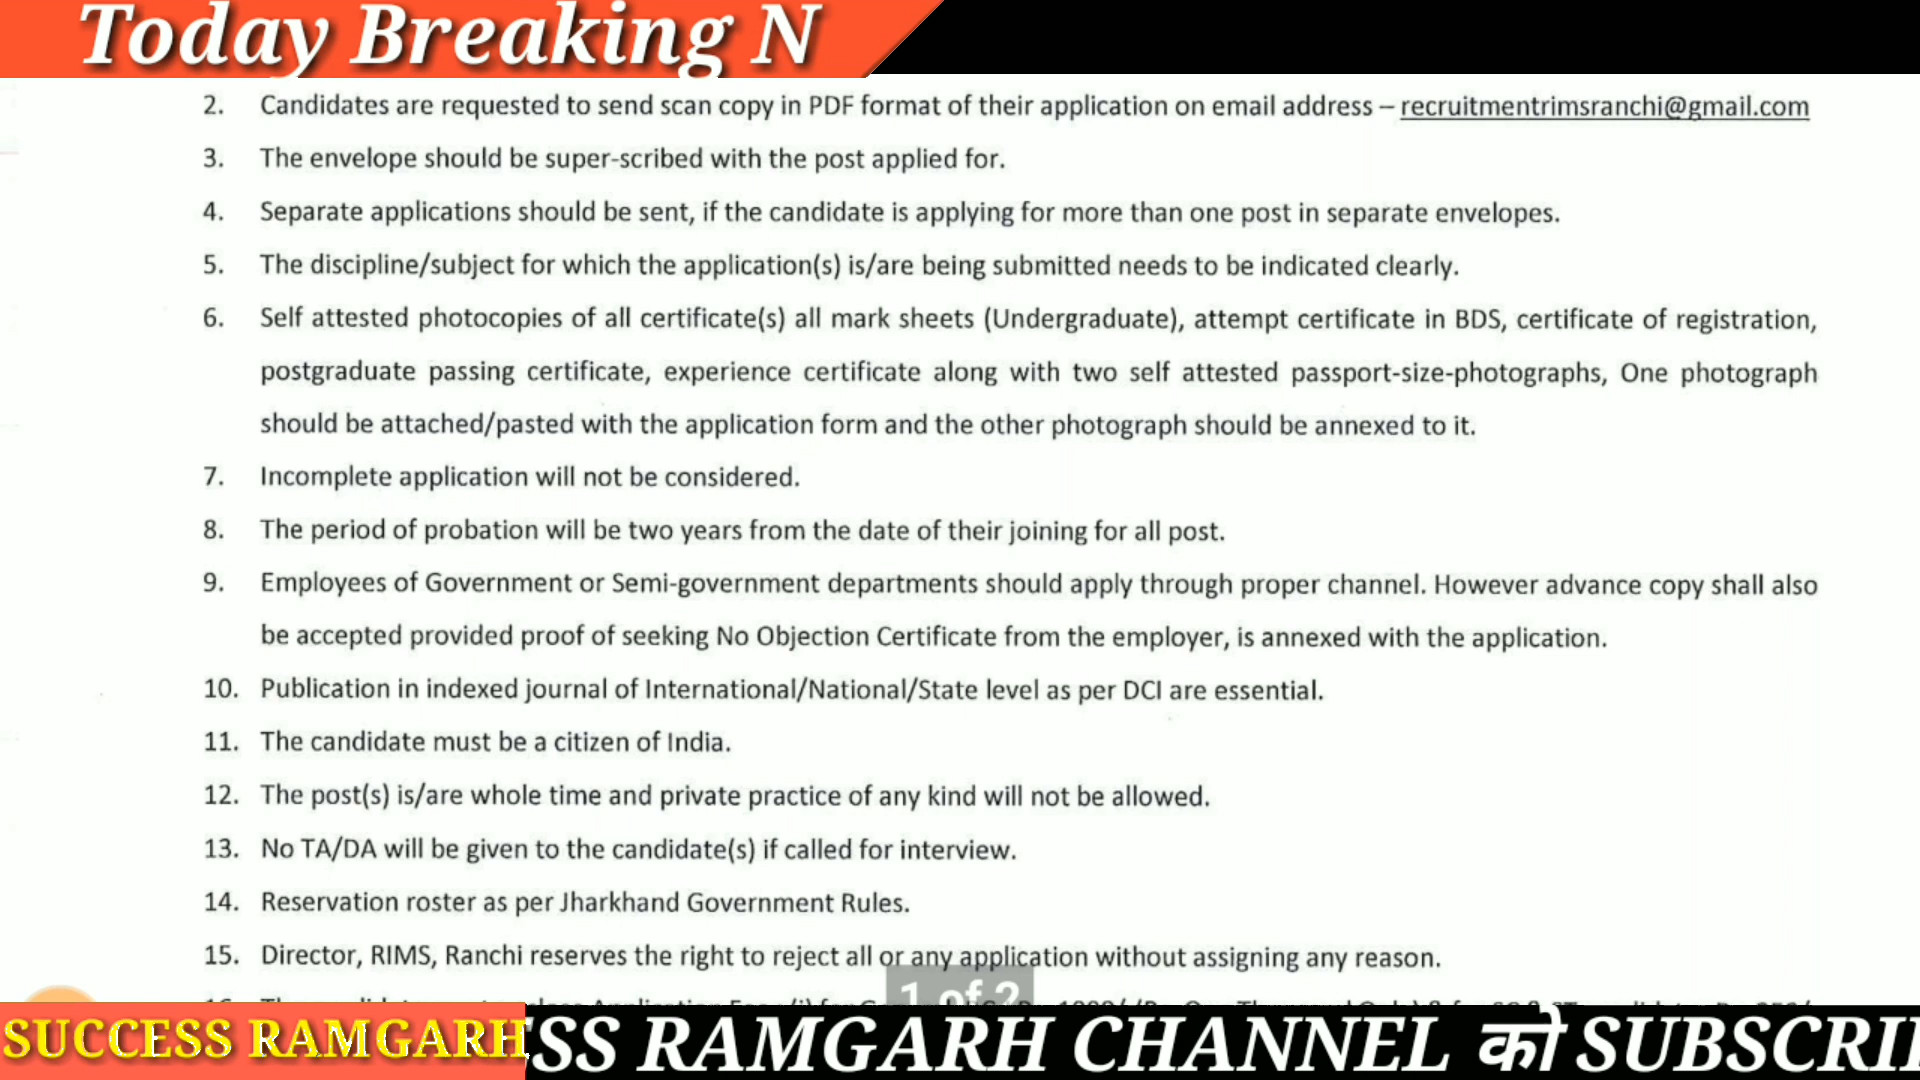 Today Breaking N
2. Candidates are requested to send scan copy in PDF format of their application on email address – recruitmentrimsranchi@gmail.com
3. The envelope should be super-scribed with the post applied for.
4. Separate applications should be sent, if the candidate is applying for more than one post in separate envelopes.
5. The discipline/subject for which the application(s) is/are being submitted needs to be indicated clearly.
6. Self attested photocopies of all certificate(s) all mark sheets (Undergraduate), attempt certificate in BDS, certificate of registration,
postgraduate passing certificate, experience certificate along with two self attested passport-size-photographs, One photograph
should be attached/pasted with the application form and the other photograph should be annexed to it.
7. Incomplete application will not be considered.
8. The period of probation will be two years from the date of their joining for all post.
9. Employees of Government or Semi-government departments should apply through proper channel. However advance copy shall also
be accepted provided proof of seeking No Objection Certificate from the employer, is annexed with the application.
10. Publication in indexed journal of International/National/State level as per DCI are essential.
11. The candidate must be a citizen of India.
12. The post(s) is/are whole time and private practice of any kind will not be allowed.
13. No TA/DA will be given to the candidate(s) if called for interview.
14. Reservation roster as per Jharkhand Government Rules.
15. Director, RIMS, Ranchi reserves the right to reject all or any application without assigning any reason.
1 of 2
SUCCESS RAMGARH SS RAMGARH CHANNEL को SUBSCRI